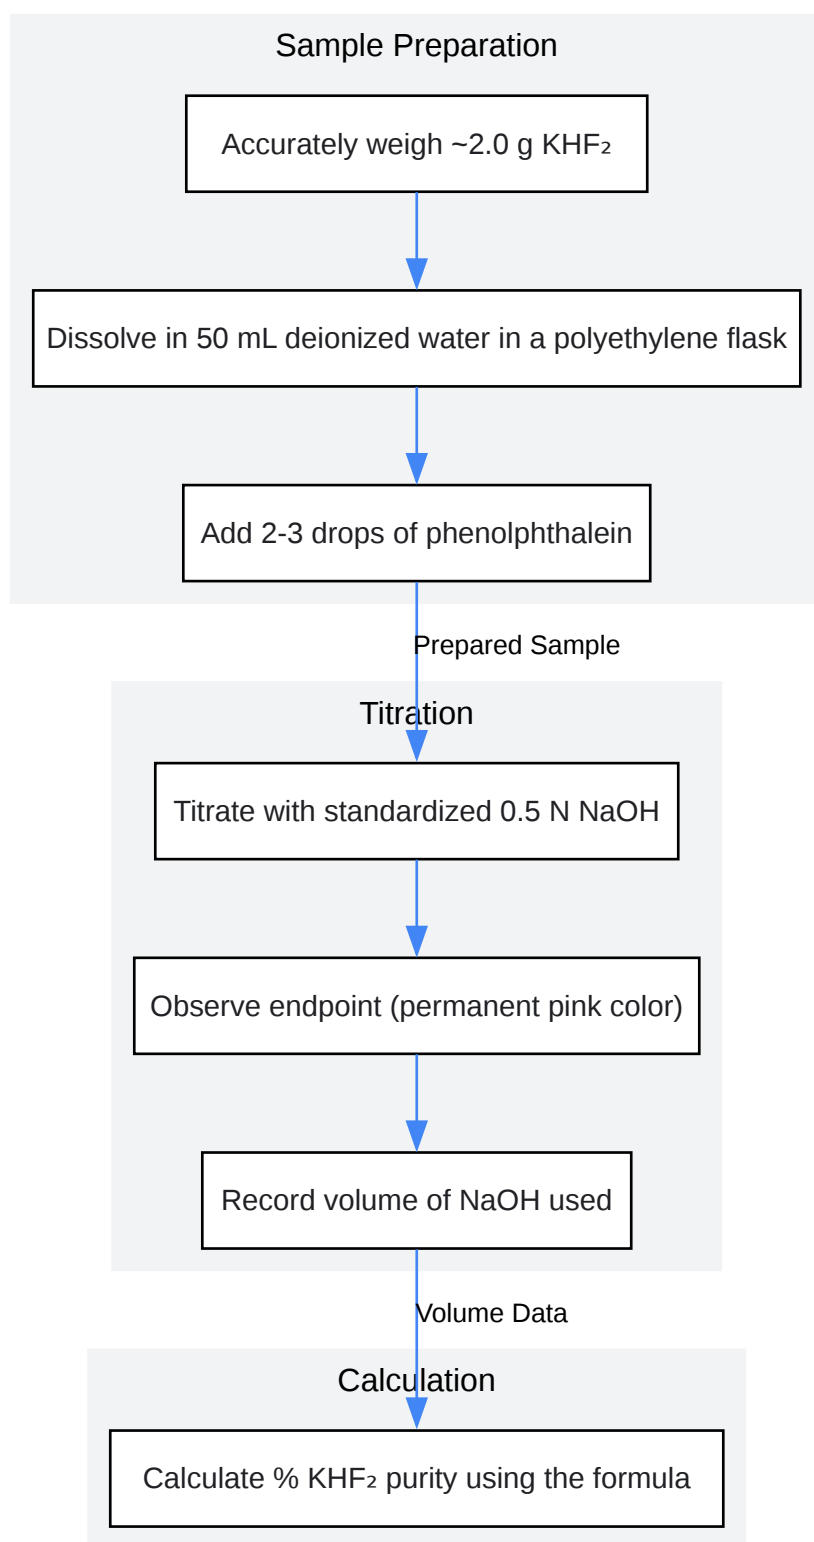 Sample Preparation
Accurately weigh ~2.0 g KHF₂
Dissolve in 50 mL deionized water in a polyethylene flask
Add 2-3 drops of phenolphthalein
Prepared Sample
Titration
Titrate with standardized 0.5 N NaOH
Observe endpoint (permanent pink color)
Record volume of NaOH used
Volume Data
Calculation
Calculate % KHF₂ purity using the formula